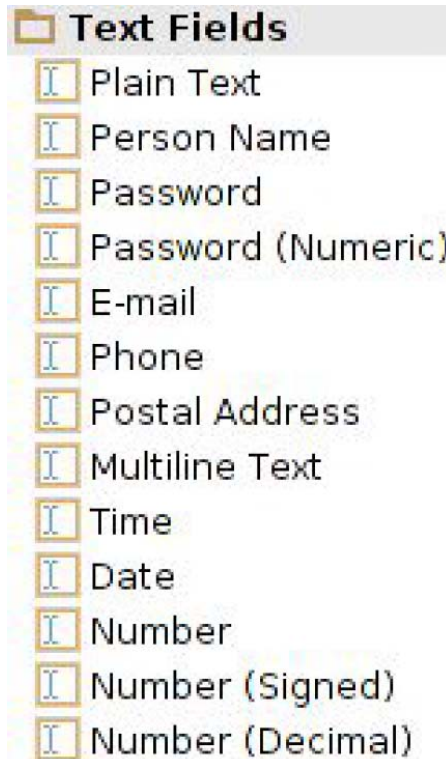 Text Fields
Plain Text
Person Name
Password
Password (Numeric)
E-mail
Phone
Postal Address
Multiline Text
Time
Date
Number
Number (Signed)
Number (Decimal)